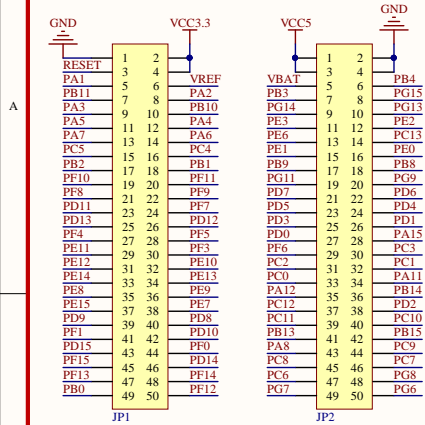 GND VCC3.3 VCC5 GND
1 2 1 2
RESET 3 4 3 4
PA1 5 6 VREF VBAT 5 6 PB4
PB11 7 8 PA2 PB3 7 8 PG15
A PA3 9 10 PB10 PG14 9 10 PG13
PA5 11 12 PA4 PE3 11 12 PE2
PA7 13 14 PA6 PE6 13 14 PC13
PC5 15 16 PC4 PE1 15 16 PE0
PB2 17 18 PB1 PB9 17 18 PB8
PF10 19 20 PF11 PG11 19 20 PG9
PF8 21 22 PF9 PD7 21 22 PD6
PD11 23 24 PF7 PD5 23 24 PD4
PD13 25 26 PD12 PD3 25 26 PD1
PF4 27 28 PF5 PD0 27 28 PA15
PE11 29 30 PF3 PF6 29 30 PC3
PE12 31 32 PE10 PC2 31 32 PC1
PE14 33 34 PE13 PC0 33 34 PA11
PE8 35 36 PE9 PA12 35 36 PB14
PE15 37 38 PE7 PC12 37 38 PD2
PD9 39 40 PD8 PC11 39 40 PC10
PF1 41 42 PD10 PB13 41 42 PB15
PD15 43 44 PF0 PA8 43 44 PC9
PF15 45 46 PD14 PC8 45 46 PC7
PF13 47 48 PF14 PC6 47 48 PG8
PB0 49 50 PF12 PG7 49 50 PG6
JP1 JP2